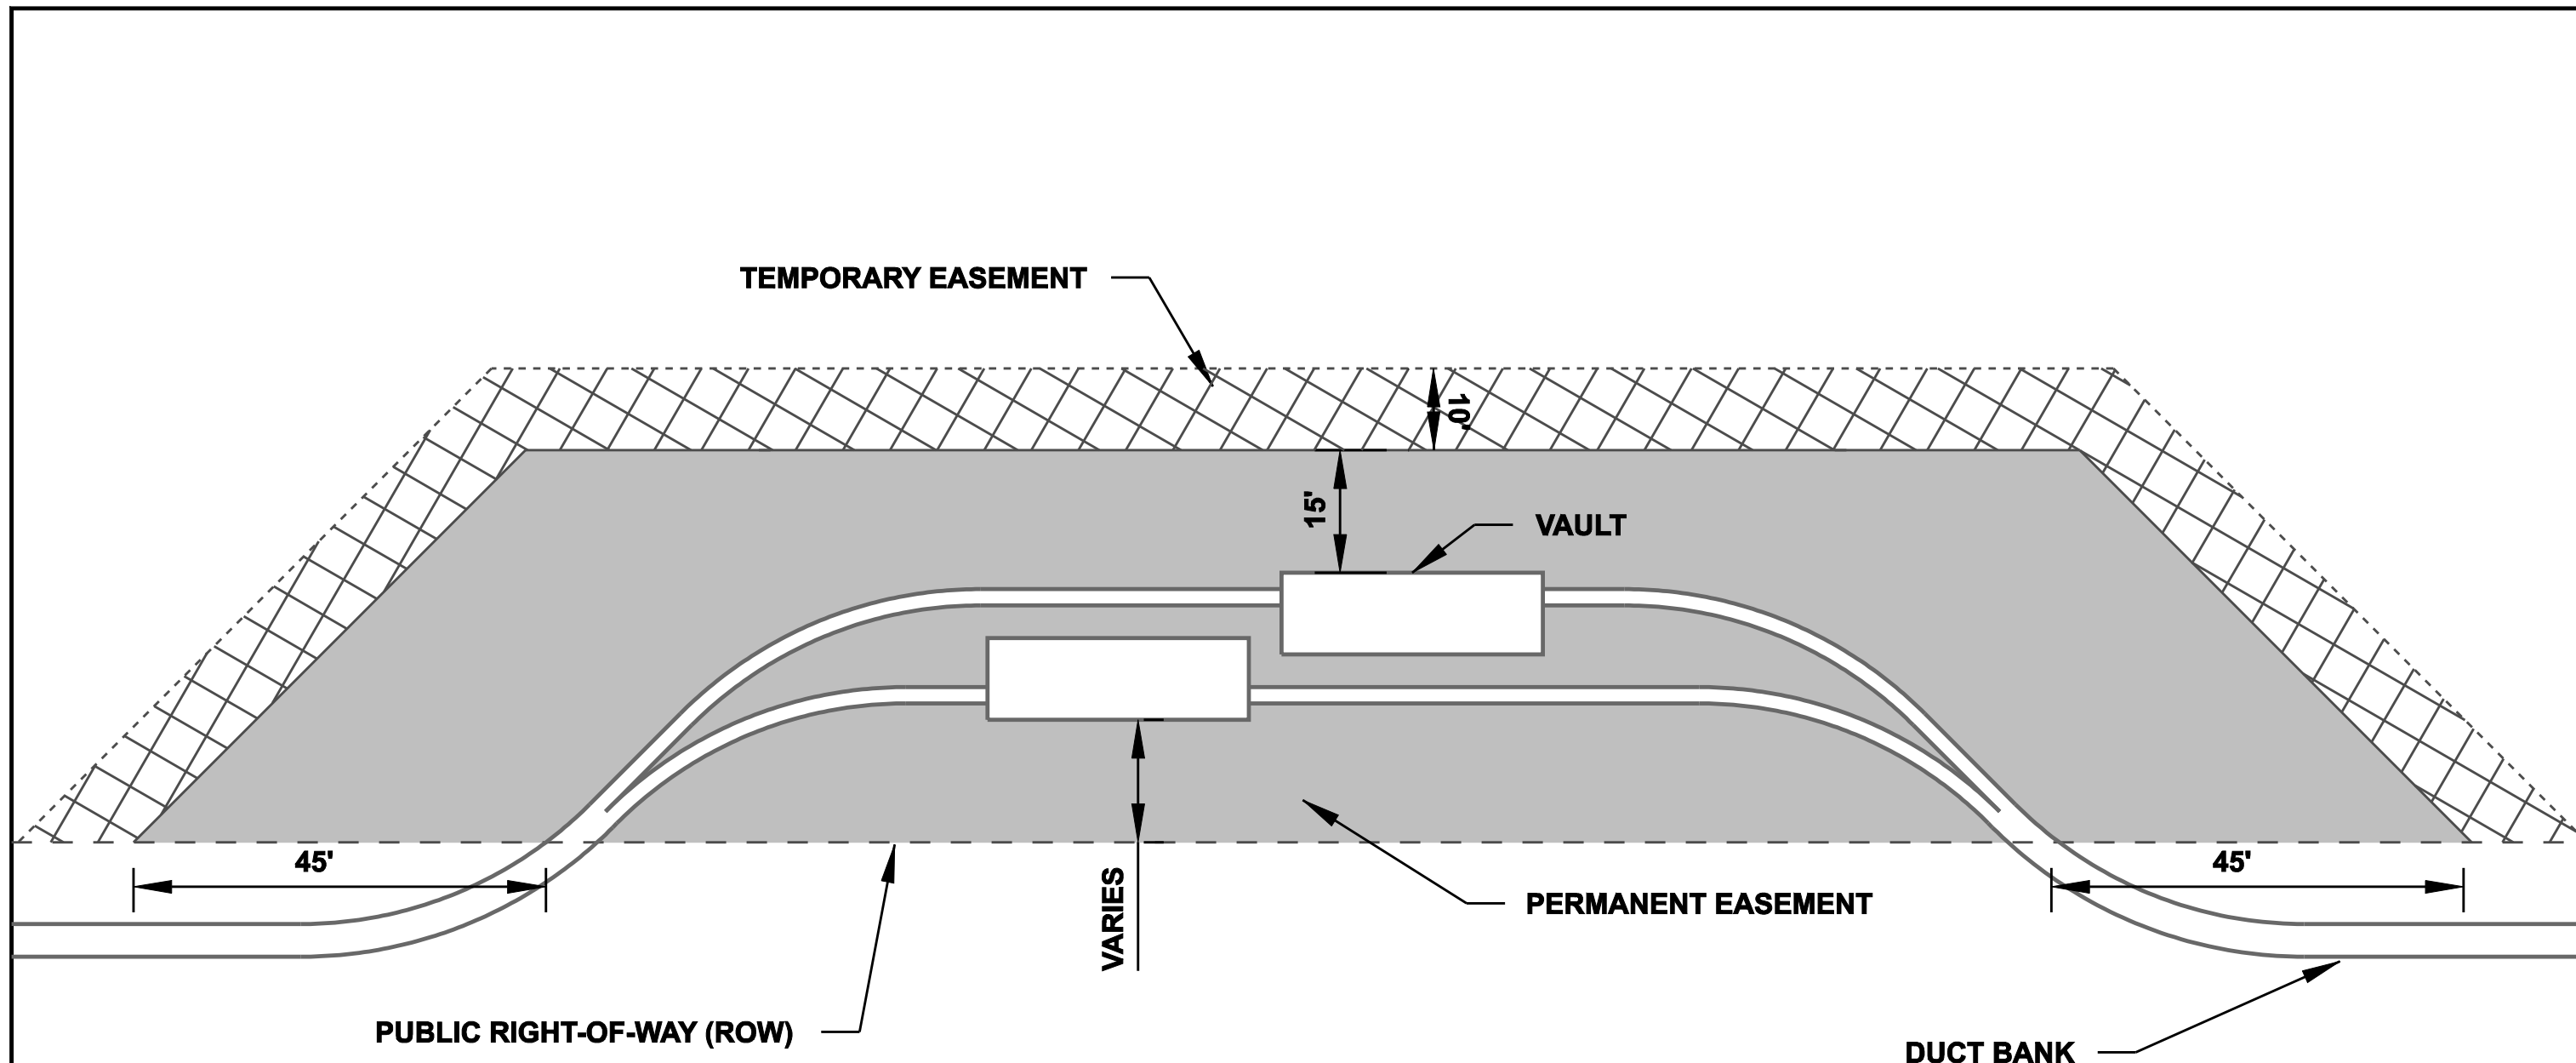 TEMPORARY EASEMENT
10'
15'
VAULT
45'
45'
VARIES
PERMANENT EASEMENT
PUBLIC RIGHT-OF-WAY (ROW)
DUCT BANK